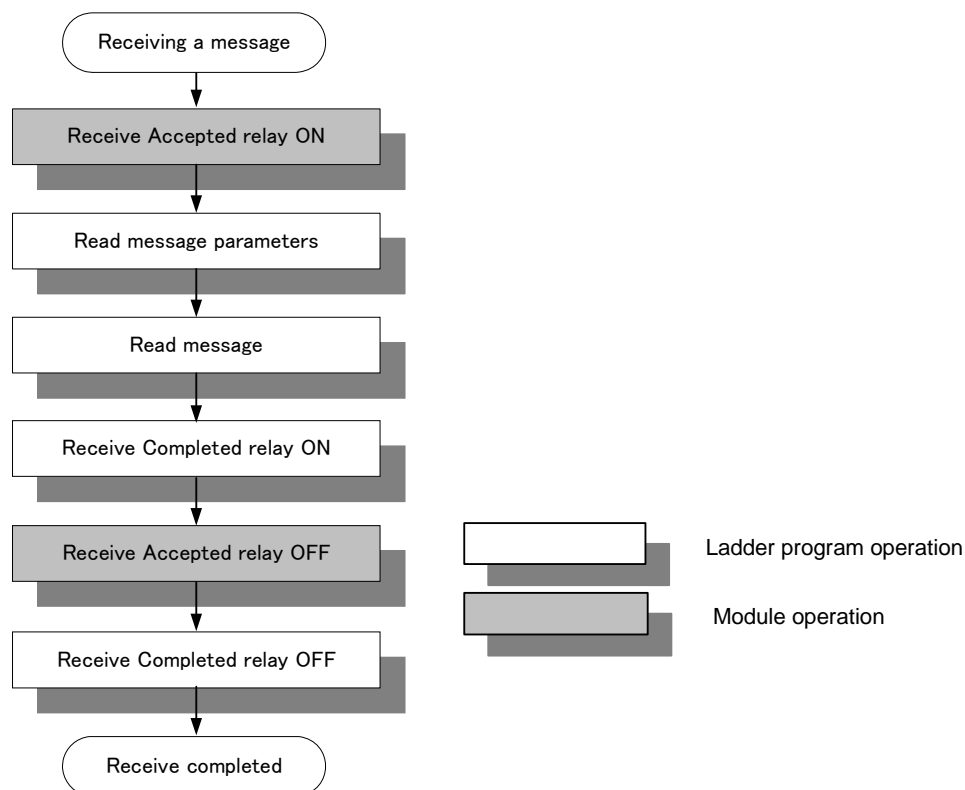 Receiving a message
Receive Accepted relay ON
Read message parameters
Read message
Receive Completed relay ON
Receive Accepted relay OFF
Receive Completed relay OFF
Receive completed
Ladder program operation
Module operation